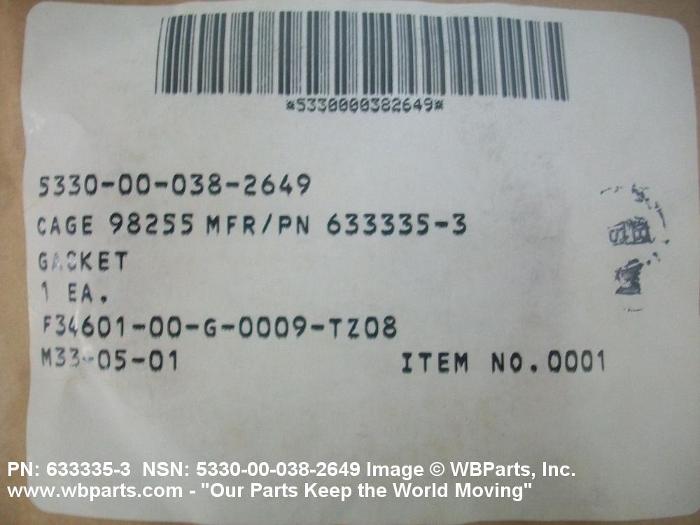 *5330000382649*
5330-00-038-2649
CAGE 98255 MFR/PN 633335-3
GASKET
1 EA.
F34601-00-G-0009-TZ08
M33-05-01 ITEM NO.0001
PN: 633335-3 NSN: 5330-00-038-2649 Image © WBParts, Inc.
www.wbparts.com - "Our Parts Keep the World Moving"